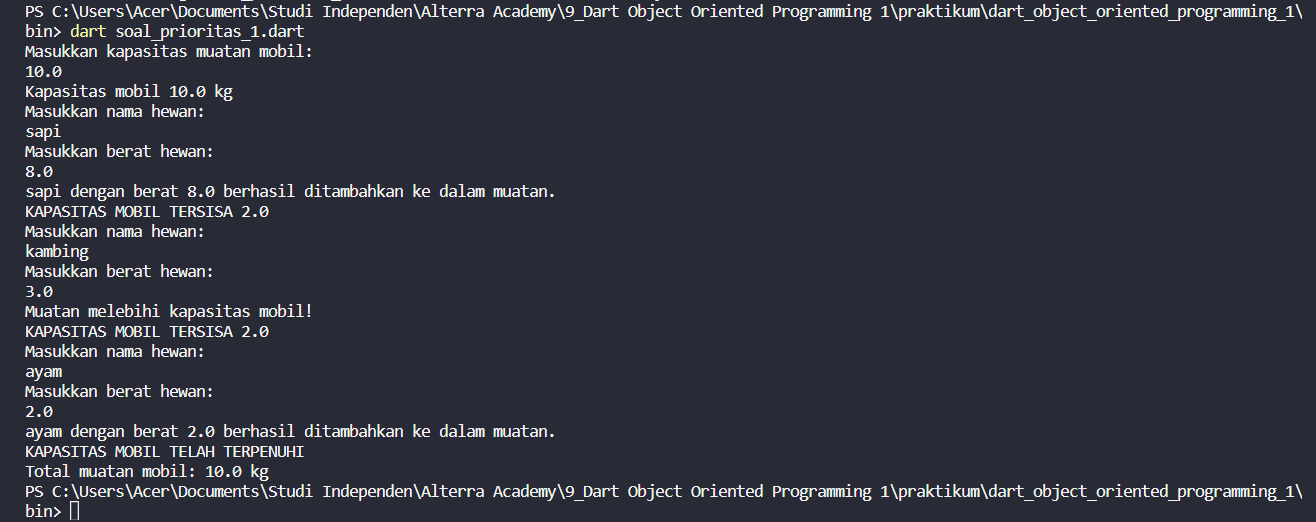 PS C:\Users\Acer\Documents\Studi Independen\Alterra Academy\9_Dart Object Oriented Programming 1\praktikum\dart_object_oriented_programming_1\
bin> dart soal_prioritas_1.dart
Masukkan kapasitas muatan mobil:
10.0
Kapasitas mobil 10.0 kg
Masukkan nama hewan:
sapi
Masukkan berat hewan:
8.0
sapi dengan berat 8.0 berhasil ditambahkan ke dalam muatan.
KAPASITAS MOBIL TERSISA 2.0
Masukkan nama hewan:
kambing
Masukkan berat hewan:
3.0
Muatan melebihi kapasitas mobil!
KAPASITAS MOBIL TERSISA 2.0
Masukkan nama hewan:
ayam
Masukkan berat hewan:
2.0
ayam dengan berat 2.0 berhasil ditambahkan ke dalam muatan.
KAPASITAS MOBIL TELAH TERPENUHI
Total muatan mobil: 10.0 kg
PS C:\Users\Acer\Documents\Studi Independen\Alterra Academy\9_Dart Object Oriented Programming 1\praktikum\dart_object_oriented_programming_1\
bin>